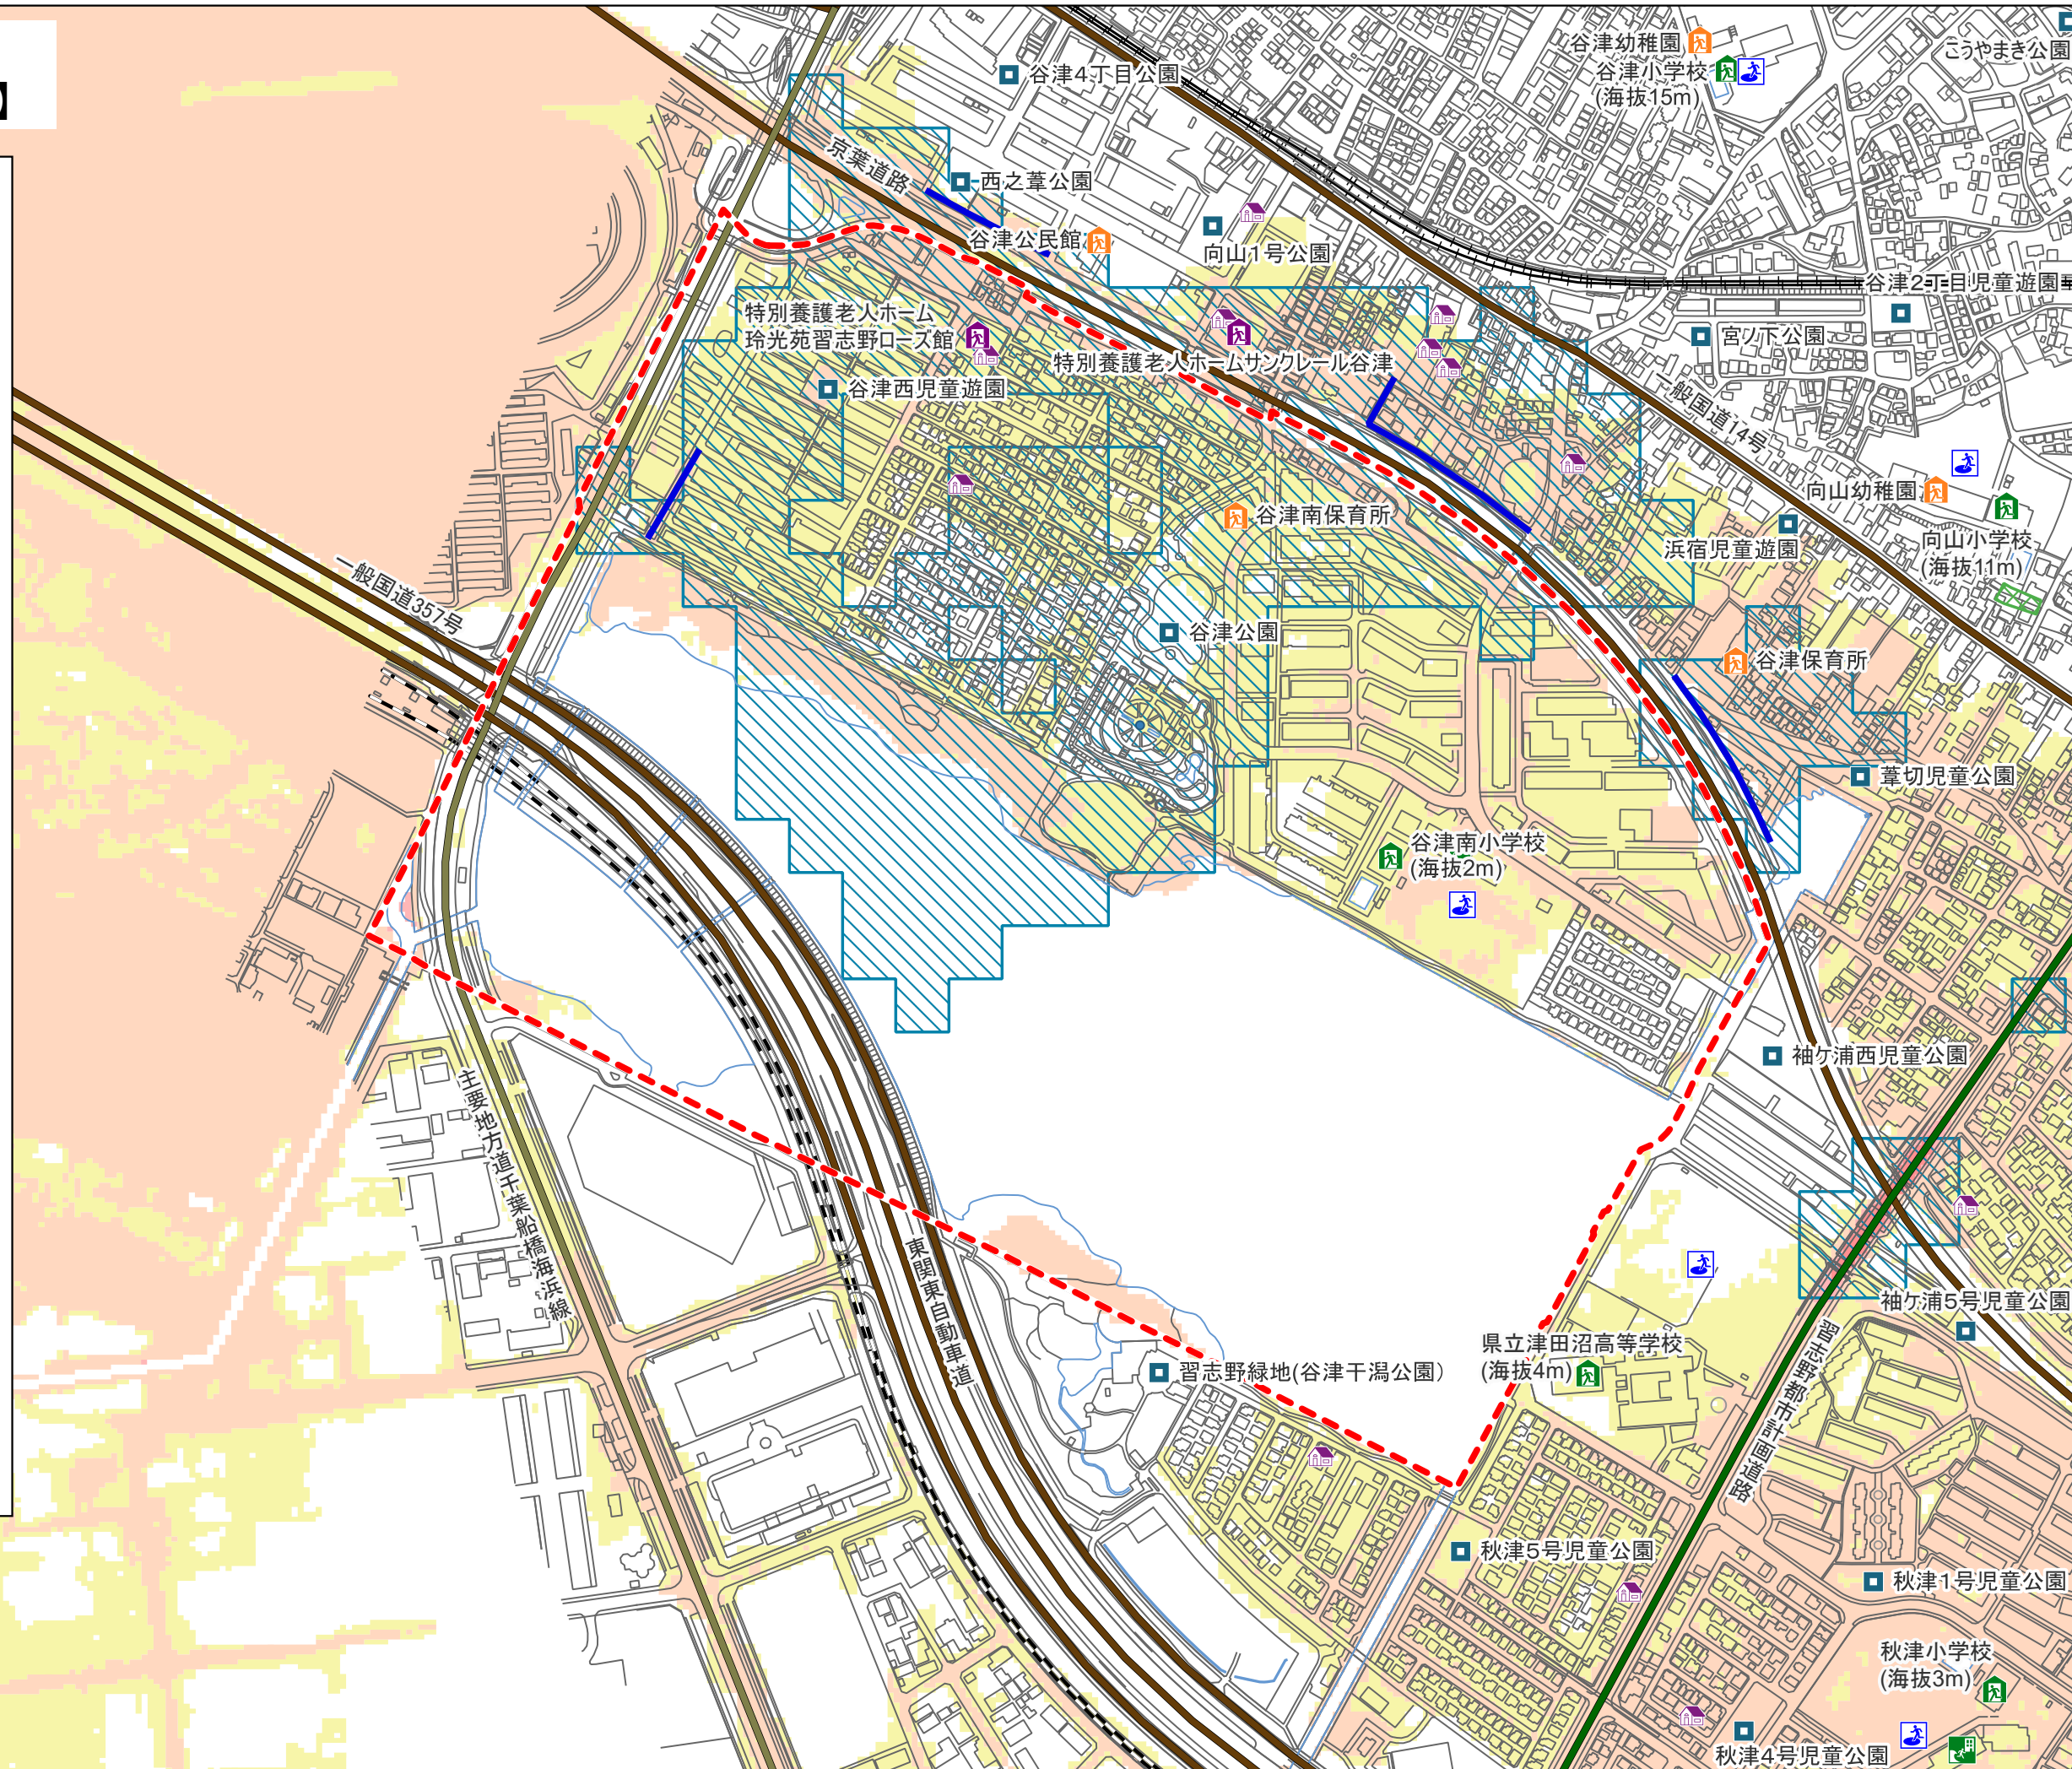 】
谷津幼稚園
谷津小学校
(海抜15m)
こうやまき公園
谷津4丁目公園
京葉道路
西之葦公園
谷津公民館
向山1号公園
谷津2丁目児童遊園
特別養護老人ホーム
玲光苑習志野ローズ館
宮ノ下公園
特別養護老人ホームサンクレール谷津
谷津西児童遊園
一般国道14号
向山幼稚園
谷津南保育所
浜宿児童遊園
向山小学校
(海抜11m)
一般国道357号
谷津公園
谷津保育所
葦切児童公園
谷津南小学校
(海抜2m)
袖ケ浦西児童公園
主要地方道千葉船橋海浜線
東関東自動車道
袖ケ浦5号児童公園
県立津田沼高等学校
(海抜4m)
習志野緑地(谷津干潟公園)
習志野都市計画道路
秋津5号児童公園
秋津1号児童公園
秋津小学校
(海抜3m)
秋津4号児童公園